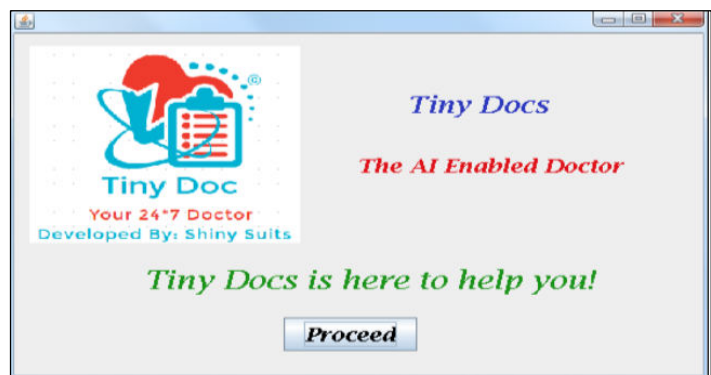 ®
Tiny Doc
Your 24*7 Doctor
Developed By: Shiny Suits
Tiny Docs
The AI Enabled Doctor
Tiny Docs is here to help you!
Proceed